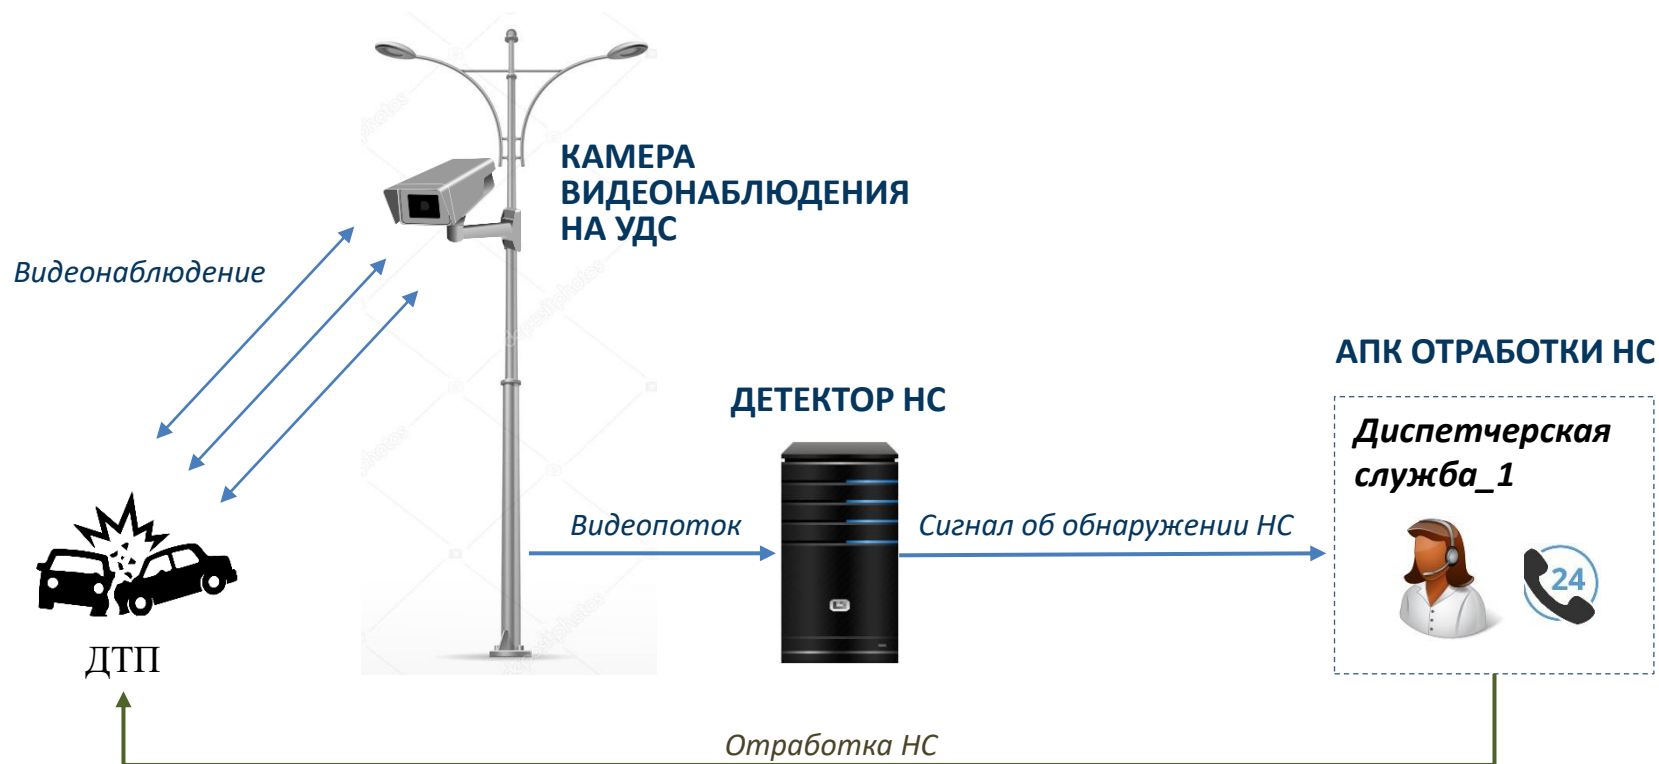 КАМЕРА
ВИДЕОНАБЛЮДЕНИЯ
НА УДС
Видеонаблюдение
АПК ОТРАБОТКИ НС
ДЕТЕКТОР НС
Диспетчерская
служба_1
Видеопоток
Сигнал об обнаружении НС
24
ДТП
Отработка НС
depositphotos